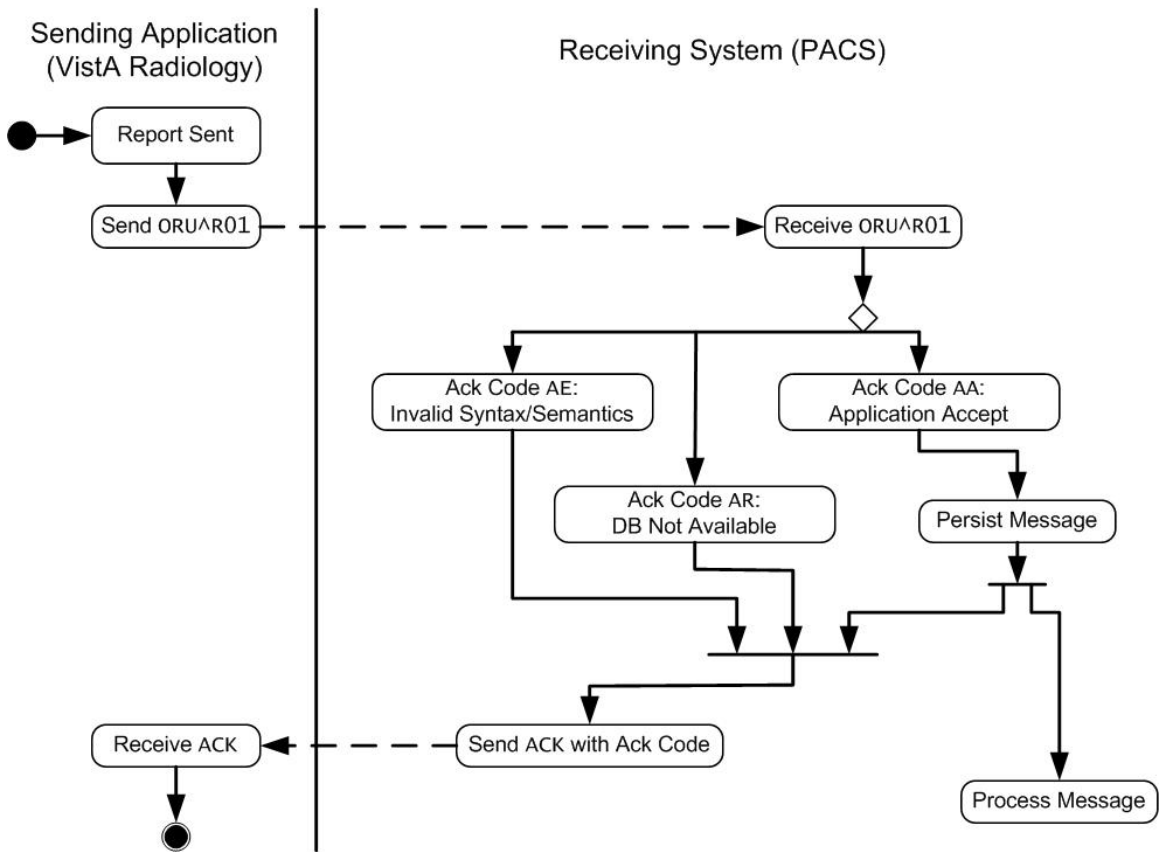 Sending Application
(VistA Radiology)
Receiving System (PACS)
Report Sent
Send ORU^R01
Receive ORU^R01
Ack Code AE:
Invalid Syntax/Semantics
Ack Code AA:
Application Accept
Ack Code AR:
DB Not Available
Persist Message
Receive ACK
Send ACK with Ack Code
Process Message